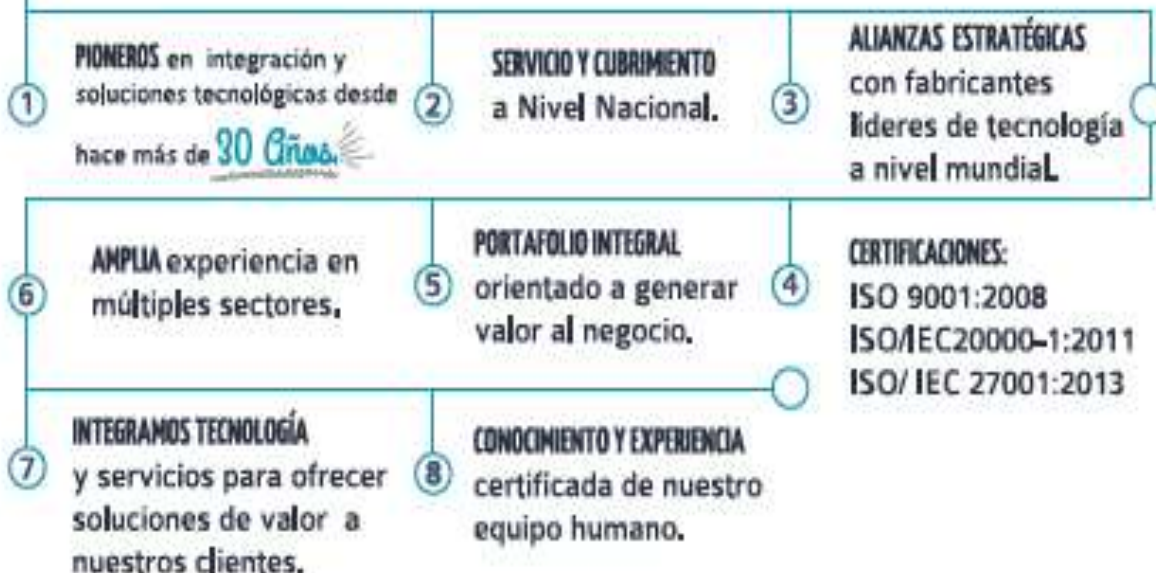 1
PIONEROS en integración y
soluciones tecnológicas desde
hace más de 30 Años.
2
SERVICIO Y CUBRIMIENTO
a Nivel Nacional.
3
ALIANZAS ESTRATÉGICAS
con fabricantes
líderes de tecnología
a nivel mundial.
4
CERTIFICACIONES:
ISO 9001:2008
ISO/IEC20000-1:2011
ISO/ IEC 27001:2013
5
PORTAFOLIO INTEGRAL
orientado a generar
valor al negocio.
6
AMPLIA experiencia en
múltiples sectores.
7
INTEGRAMOS TECNOLOGÍA
y servicios para ofrecer
soluciones de valor a
nuestros clientes.
8
CONOCIMIENTO Y EXPERIENCIA
certificada de nuestro
equipo humano.